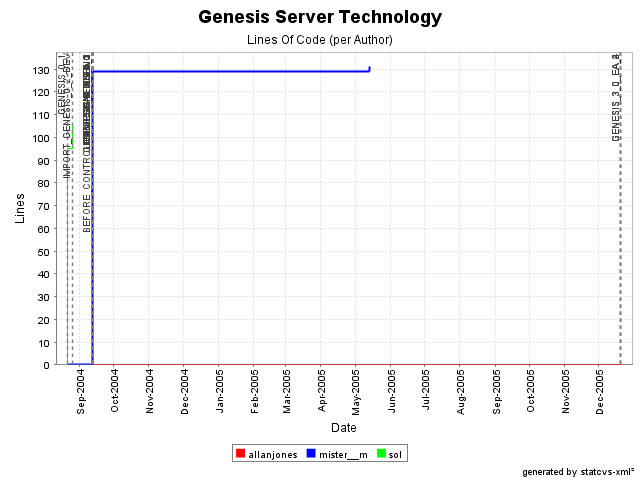 Genesis Server Technology
Lines Of Code (per Author)
GENESIS_0_1
IMPORT_GENESIS_0_2_DEV
GENESIS_3_0_EA_4
Lines
130
120
110
100
90
80
70
60
50
40
30
20
10
0
Sep-2004
Oct-2004
Nov-2004
Dec-2004
Jan-2005
Feb-2005
Mar-2005
Apr-2005
May-2005
Jun-2005
Jul-2005
Aug-2005
Sep-2005
Oct-2005
Nov-2005
Dec-2005
Date
allanjones
mister__m
sol
generated by statcvs-xml²